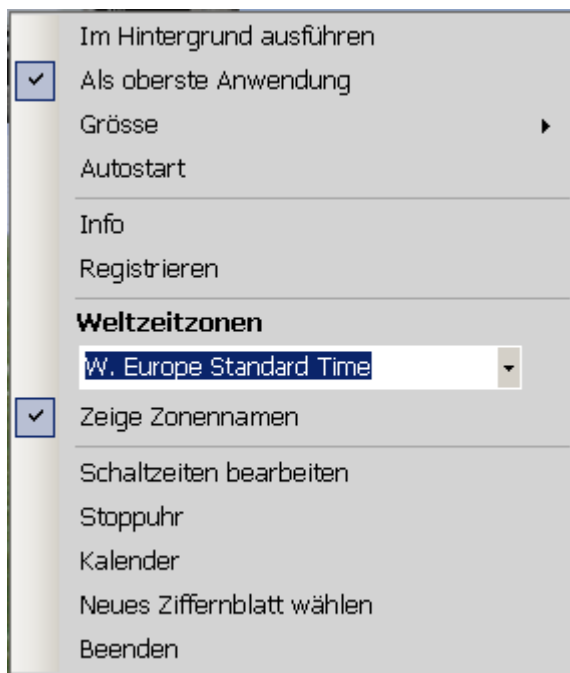 Im Hintergrund ausführen
Als oberste Anwendung
Grösse
Autostart
Info
Registrieren
Weltzeitzonen
W. Europe Standard Time
Zeige Zonennamen
Schaltzeiten bearbeiten
Stoppuhr
Kalender
Neues Ziffernblatt wählen
Beenden